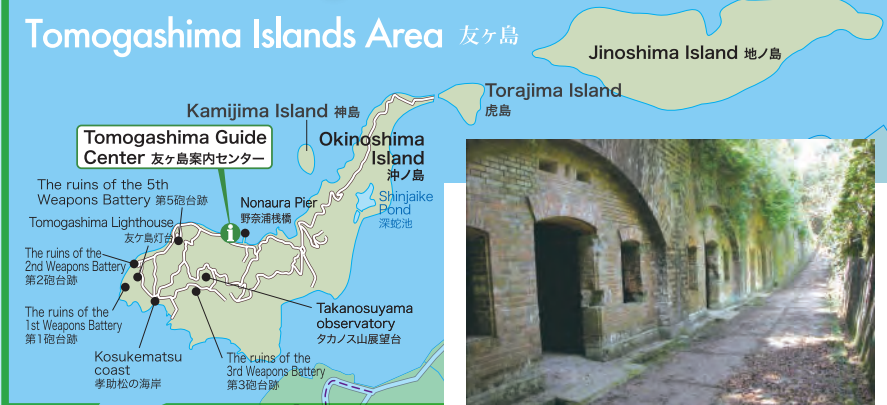 Tomogashima Islands Area 友ヶ島
Jinoshima Island 地ノ島
Torajima Island
虎島
Kamijima Island 神島
Tomogashima Guide
Center 友ヶ島案内センター
Okinoshima
Island
沖ノ島
The ruins of the 5th
Weapons Battery 第5砲台跡
Nonaura Pier
野奈浦桟橋
Shinjaike
Pond
深蛇池
Tomogashima Lighthouse
友ケ島灯台
i
The ruins of the
2nd Weapons Battery
第2砲台跡
The ruins of the
1st Weapons Battery
第1砲台跡
Takanosuyama
observatory
タカノス山展望台
Kosukematsu
coast
孝助松の海岸
The ruins of the
3rd Weapons Battery
第3砲台跡